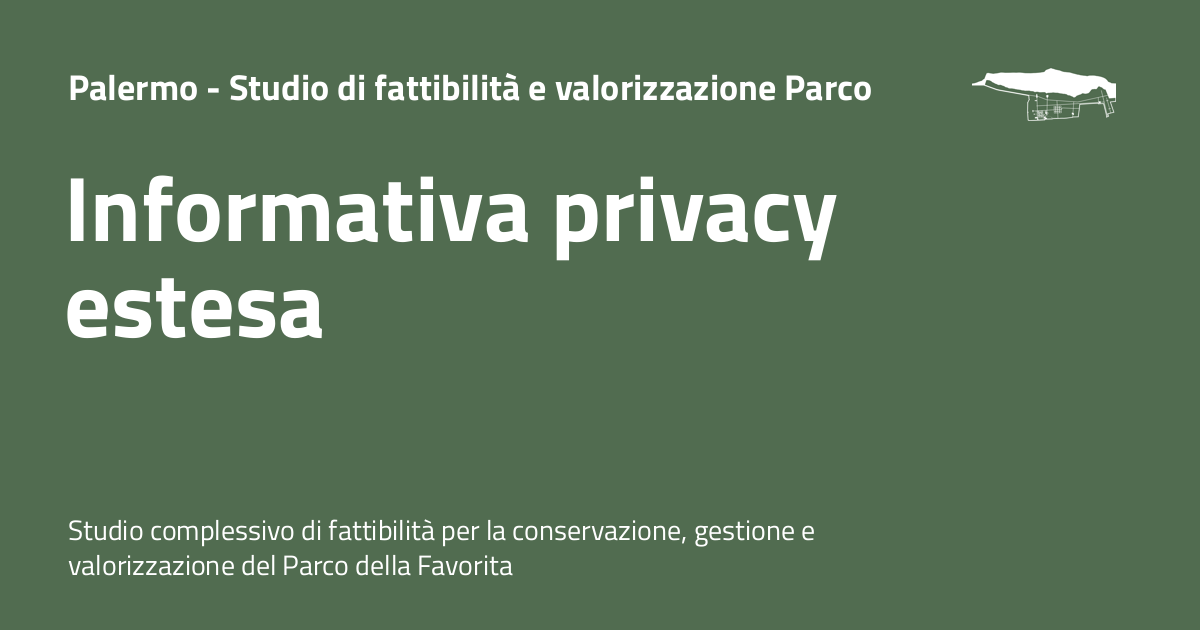 Palermo - Studio di fattibilità e valorizzazione Parco
Informativa privacy
estesa
Studio complessivo di fattibilità per la conservazione, gestione e
valorizzazione del Parco della Favorita